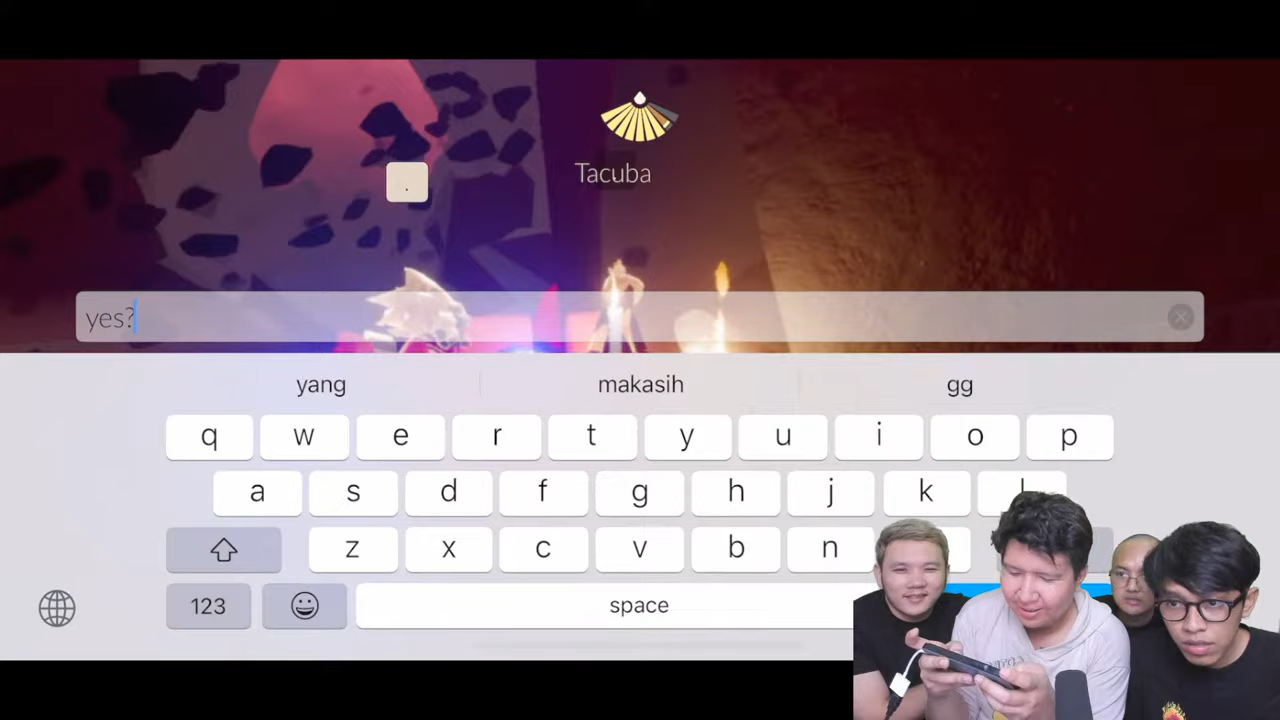 .
Tacuba
yes?
yang makasih gg
q w e r t y u i o p
a s d f g h j k
z x c v b n
123 space